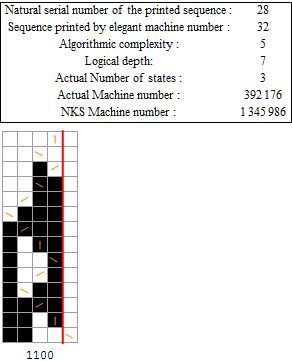 Natural serial number of the printed sequence : 28
Sequence printed by elegant machine number : 32
Algorithmic complexity : 5
Logical depth: 7
Actual Number of states : 3
Actual Machine number : 392 176
NKS Machine number : 1 345 986
1100